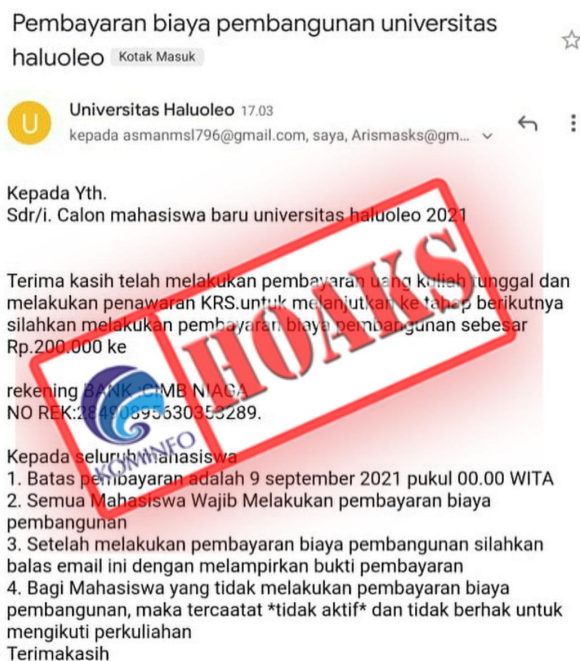 Pembayaran biaya pembangunan universitas
haluoleo Kotak Masuk
U
Universitas Haluoleo 17.03
kepada asmanmsl796@gmail.com, saya, Arismasks@gm...
Kepada Yth.
Sdr/i. Calon mahasiswa baru universitas haluoleo 2021
Terima kasih telah melakukan pembayaran uang kuliah tunggal dan
melakukan penawaran KRS.untuk melanjutkan ke tahap berikutnya
silahkan melakukan pembayaran biaya pembangunan sebesar
Rp.200.000 ke
rekening BANK :CIMB NIAGA
NO REK:
Kepada seluruh mahasiswa
1. Batas pembayaran adalah 9 september 2021 pukul 00.00 WITA
2. Semua Mahasiswa Wajib Melakukan pembayaran biaya
pembangunan
3. Setelah melakukan pembayaran biaya pembangunan silahkan
balas email ini dengan melampirkan bukti pembayaran
4. Bagi Mahasiswa yang tidak melakukan pembayaran biaya
pembangunan, maka tercaatat *tidak aktif* dan tidak berhak untuk
mengikuti perkuliahan
Terimakasih
HOAKS
KOMINFO